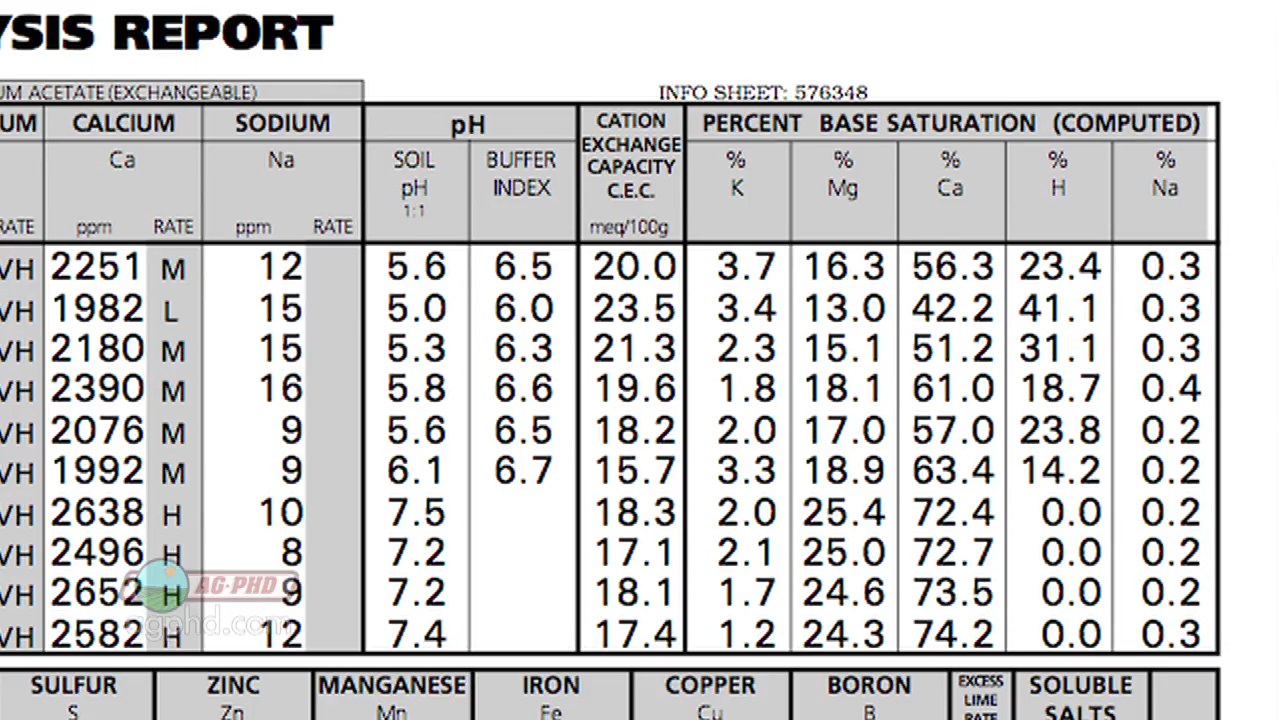 YSIS REPORT
UM ACETATE (EXCHANGEABLE)
INFO SHEET: 576348
UM CALCIUM SODIUM pH CATION EXCHANGE CAPACITY C.E.C. PERCENT BASE SATURATION (COMPUTED)
Ca Na SOIL pH 1:1 BUFFER INDEX % K % Mg % Ca % H % Na
RATE ppm RATE ppm RATE meq/100g
VH 2251 M 12 5.6 6.5 20.0 3.7 16.3 56.3 23.4 0.3
VH 1982 L 15 5.0 6.0 23.5 3.4 13.0 42.2 41.1 0.3
VH 2180 M 15 5.3 6.3 21.3 2.3 15.1 51.2 31.1 0.3
VH 2390 M 16 5.8 6.6 19.6 1.8 18.1 61.0 18.7 0.4
VH 2076 M 9 5.6 6.5 18.2 2.0 17.0 57.0 23.8 0.2
VH 1992 M 9 6.1 6.7 15.7 3.3 18.9 63.4 14.2 0.2
VH 2638 H 10 7.5 18.3 2.0 25.4 72.4 0.0 0.2
VH 2496 H 8 7.2 17.1 2.1 25.0 72.7 0.0 0.2
VH 2652 H 9 7.2 18.1 1.7 24.6 73.5 0.0 0.2
VH 2582 H 12 7.4 17.4 1.2 24.3 74.2 0.0 0.3
AG·PHD
agphd.com
SULFUR ZINC MANGANESE IRON COPPER BORON EXCESS LIME RATE SOLUBLE SALTS
S Zn Mn Fe Cu B